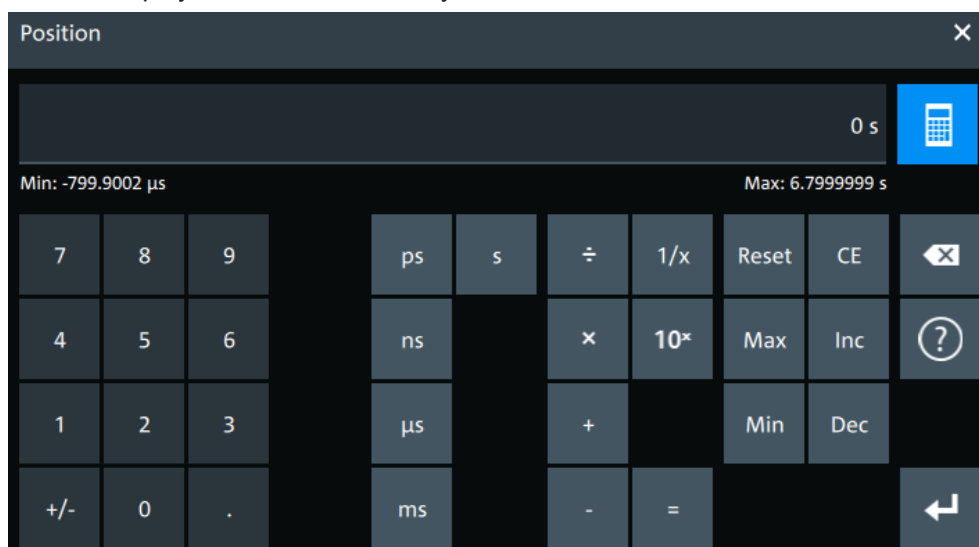 Position ×
0 s
Min: -799.9002 µs Max: 6.7999999 s
7 8 9 ps s ÷ 1/x Reset CE
4 5 6 ns × 10ˣ Max Inc ?
1 2 3 µs + Min Dec
+/- 0 . ms - =